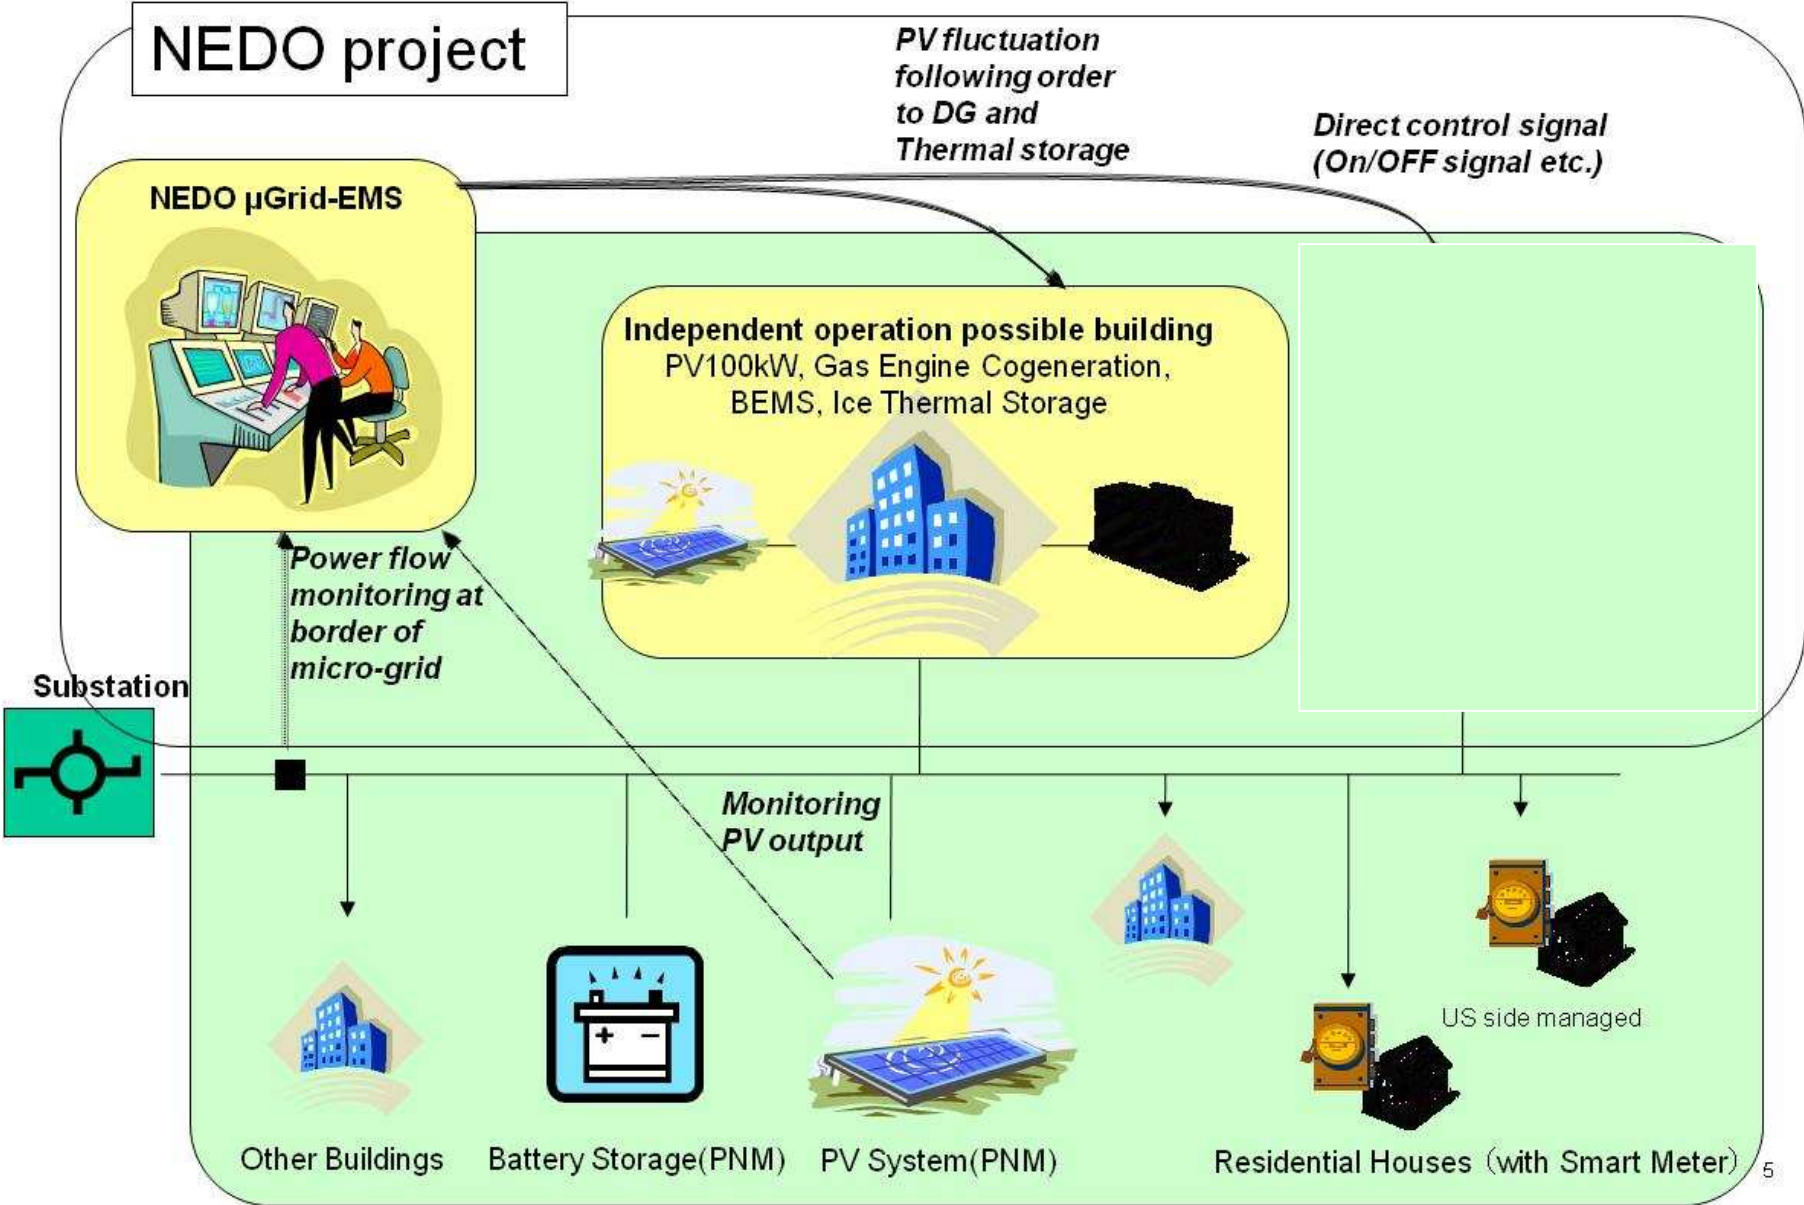 NEDO project
PV fluctuation
following order
to DG and
Thermal storage
Direct control signal
(On/OFF signal etc.)
NEDO µGrid-EMS
Independent operation possible building
PV100kW, Gas Engine Cogeneration,
BEMS, Ice Thermal Storage
Power flow
monitoring at
border of
micro-grid
Substation
Monitoring
PV output
US side managed
Other Buildings
Battery Storage(PNM)
PV System(PNM)
Residential Houses（with Smart Meter）
5